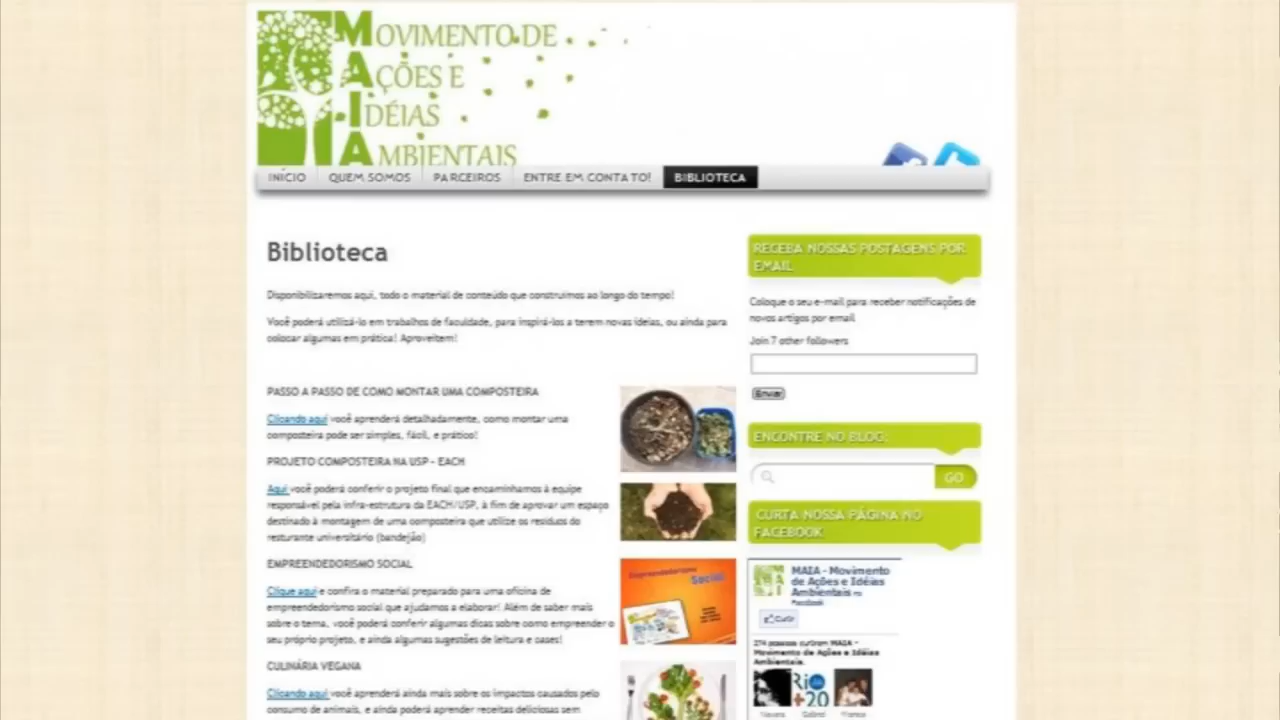 MOVIMENTO DE
AÇÕES E
IDÉIAS
AMBIENTAIS
INÍCIO QUEM SOMOS PARCEIROS ENTRE EM CONTATO! BIBLIOTECA
Biblioteca
Disponibilizaremos aqui, todo o material de conteúdo que construímos ao longo do tempo!
Você poderá utilizá-lo em trabalhos de faculdade, para inspirá-los a terem novas ideias, ou ainda para
colocar algumas em prática! Aproveitem!
PASSO A PASSO DE COMO MONTAR UMA COMPOSTEIRA
Clicando aqui você aprenderá detalhadamente, como montar uma
composteira pode ser simples, fácil, e prático!
PROJETO COMPOSTEIRA NA USP - EACH
Aqui você poderá conferir o projeto final que encaminhamos à equipe
responsável pela infra-estrutura da EACH/USP, à fim de aprovar um espaço
destinado à montagem de uma composteira que utilize os resíduos do
resturante universitário (bandejão)
EMPREENDEDORISMO SOCIAL
Clique aqui e confira o material preparado para uma oficina de
empreendedorismo social que ajudamos a elaborar! Além de saber mais
sobre o tema, você poderá conferir algumas dicas sobre como empreender o
seu próprio projeto, e ainda algumas sugestões de leitura e cases!
Empreendedorismo
Social
CULINÁRIA VEGANA
Clicando aqui você aprenderá ainda mais sobre os impactos causados pelo
consumo de animais, e ainda poderá aprender receitas deliciosas sem
RECEBA NOSSAS POSTAGENS POR
EMAIL
Coloque o seu e-mail para receber notificações de
novos artigos por email
Join 7 other followers
Enviar
ENCONTRE NO BLOG:
GO
CURTA NOSSA PÁGINA NO
FACEBOOK
MAIA - Movimento
de Ações e Idéias
Ambientais no
Facebook
Curtir
274 pessoas curtiram MAIA -
Movimento de Ações e Idéias
Ambientais.
Rio
+20